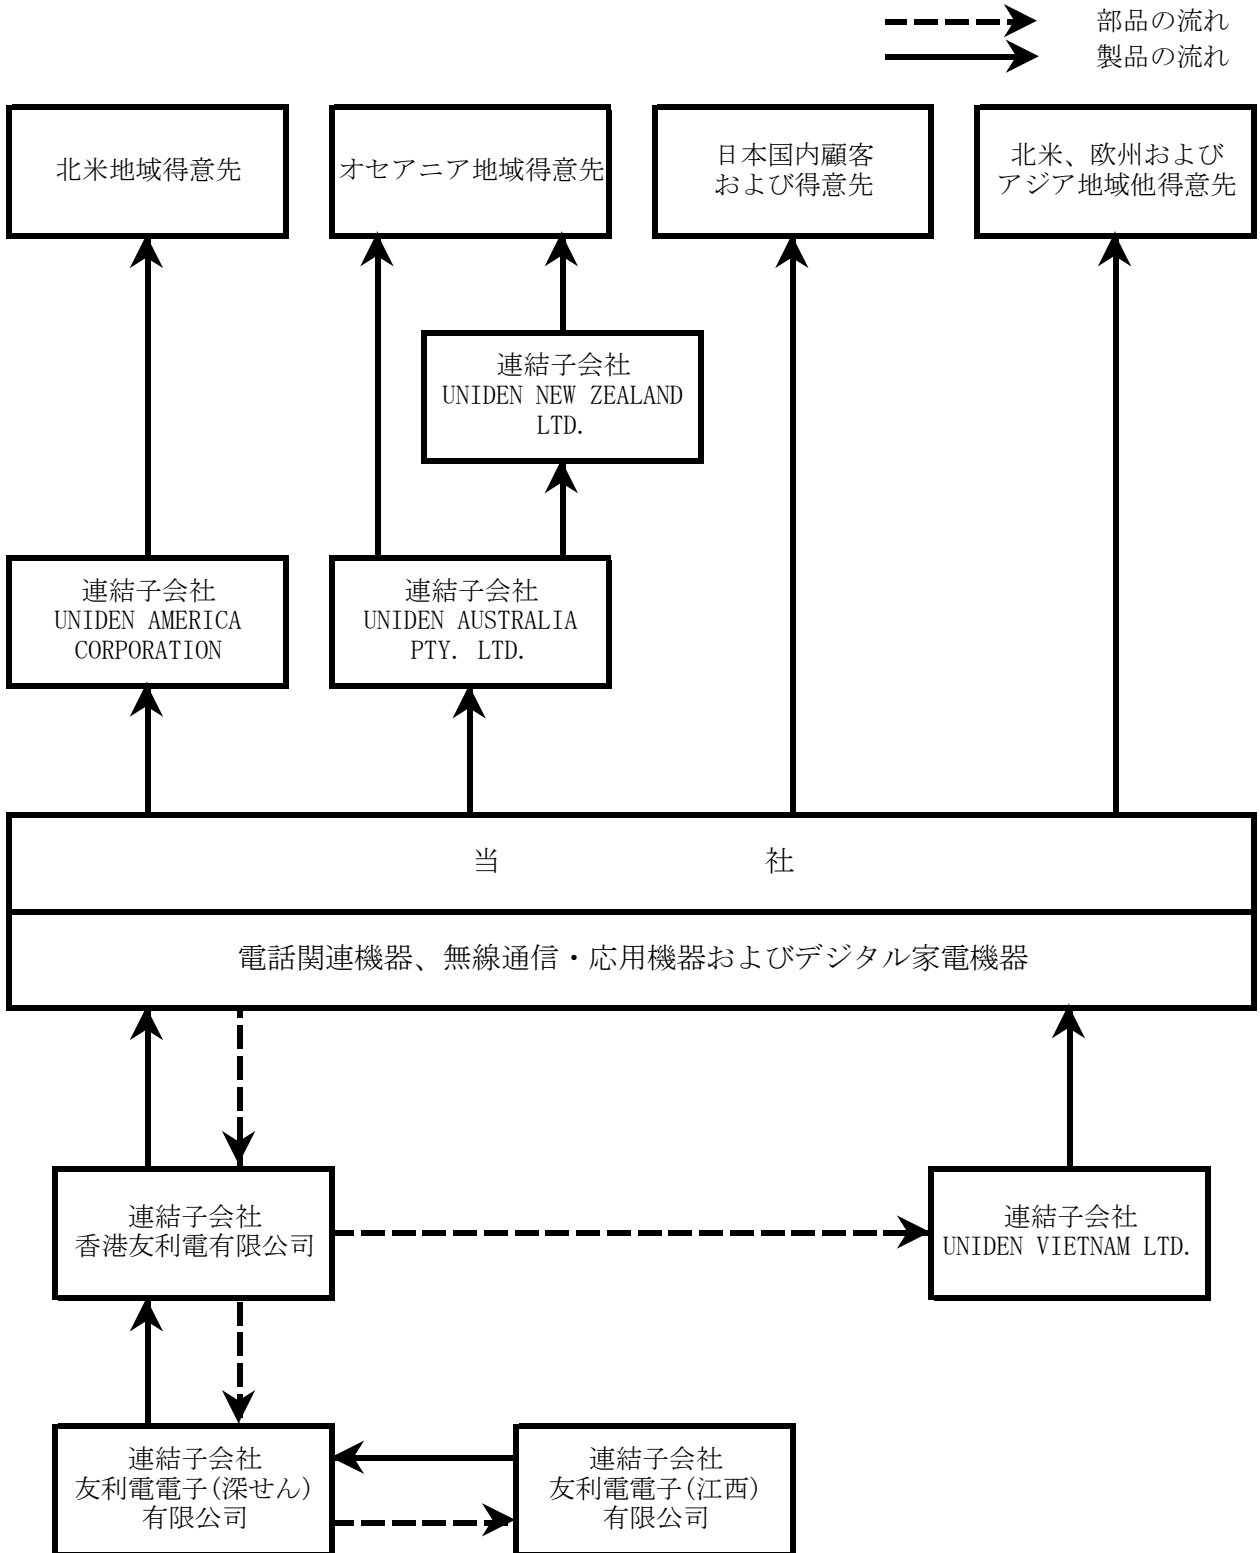 部品の流れ
製品の流れ
北米地域得意先
オセアニア地域得意先
日本国内顧客
および得意先
北米、欧州および
アジア地域他得意先
連結子会社
UNIDEN NEW ZEALAND
LTD.
連結子会社
UNIDEN AMERICA
CORPORATION
連結子会社
UNIDEN AUSTRALIA
PTY. LTD.
当 社
電話関連機器、無線通信・応用機器およびデジタル家電機器
連結子会社
香港友利電有限公司
連結子会社
UNIDEN VIETNAM LTD.
連結子会社
友利電電子(深せん)
有限公司
連結子会社
友利電電子(江西)
有限公司